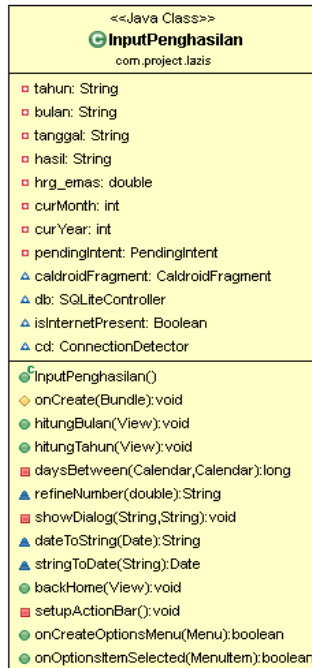 <<Java Class>>
InputPenghasilan
com.project.lazis
tahun: String
bulan: String
tanggal: String
hasil: String
hrg_emas: double
curMonth: int
curYear: int
pendingIntent: PendingIntent
caldroidFragment: CaldroidFragment
db: SQLiteController
isInternetPresent: Boolean
cd: ConnectionDetector
InputPenghasilan()
onCreate(Bundle):void
hitungBulan(View):void
hitungTahun(View):void
daysBetween(Calendar,Calendar):long
refineNumber(double):String
showDialog(String,String):void
dateToString(Date):String
stringToDate(String):Date
backHome(View):void
setupActionBar():void
onCreateOptionsMenu(Menu):boolean
onOptionsItemSelected(MenuItem):boolean